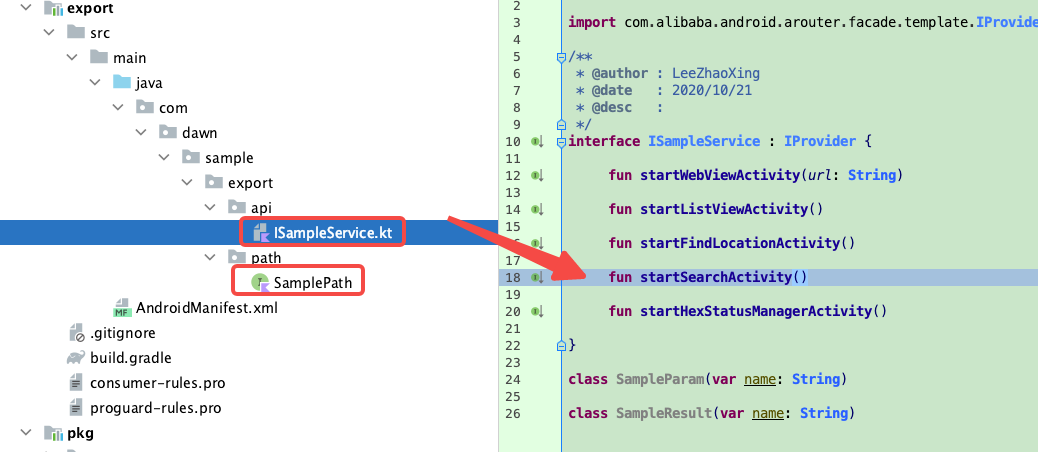 export
src
main
java
com
dawn
sample
export
api
ISampleService.kt
path
SamplePath
AndroidManifest.xml
.gitignore
build.gradle
consumer-rules.pro
proguard-rules.pro
pkg
2
3 import com.alibaba.android.arouter.facade.template.IProvide
4
5 /**
6 * @author : LeeZhaoXing
7 * @date : 2020/10/21
8 * @desc :
9 */
10 interface ISampleService : IProvider {
11
12 fun startWebViewActivity(url: String)
13
14 fun startListViewActivity()
15
16 fun startFindLocationActivity()
17
18 fun startSearchActivity()
19
20 fun startHexStatusManagerActivity()
21
22 }
23
24 class SampleParam(var name: String)
25
26 class SampleResult(var name: String)